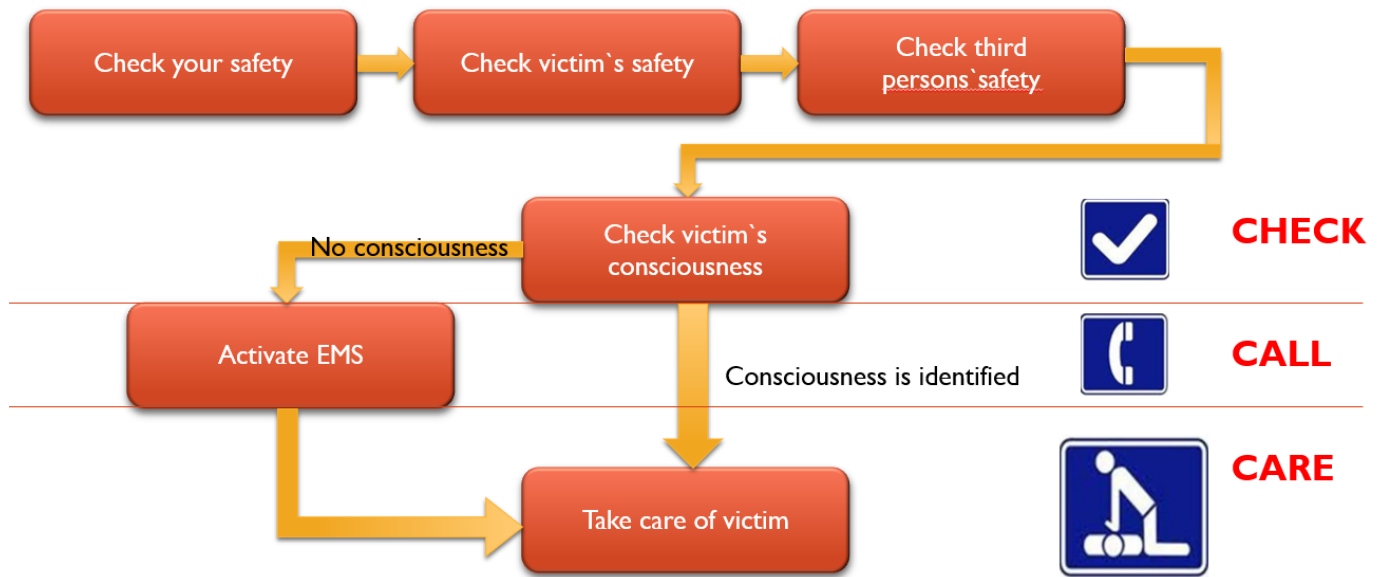 Check your safety
Check victim`s safety
Check third
persons`safety
Check victim`s
consciousness
No consciousness
CHECK
Activate EMS
Consciousness is identified
CALL
Take care of victim
CARE